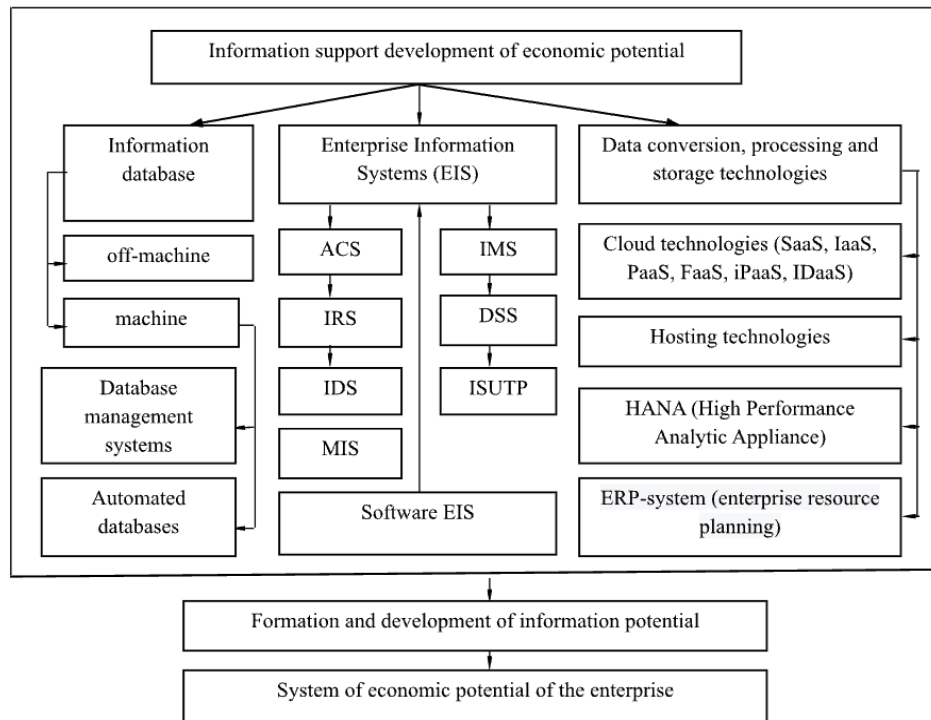 Information support development of economic potential
Information
database
off-machine
machine
Database
management
systems
Automated
databases
Enterprise Information
Systems (EIS)
ACS
IRS
IDS
MIS
IMS
DSS
ISUTP
Software EIS
Data conversion, processing and
storage technologies
Cloud technologies (SaaS, IaaS,
PaaS, FaaS, iPaaS, IDaaS)
Hosting technologies
HANA (High Performance
Analytic Appliance)
ERP-system (enterprise resource
planning)
Formation and development of information potential
System of economic potential of the enterprise